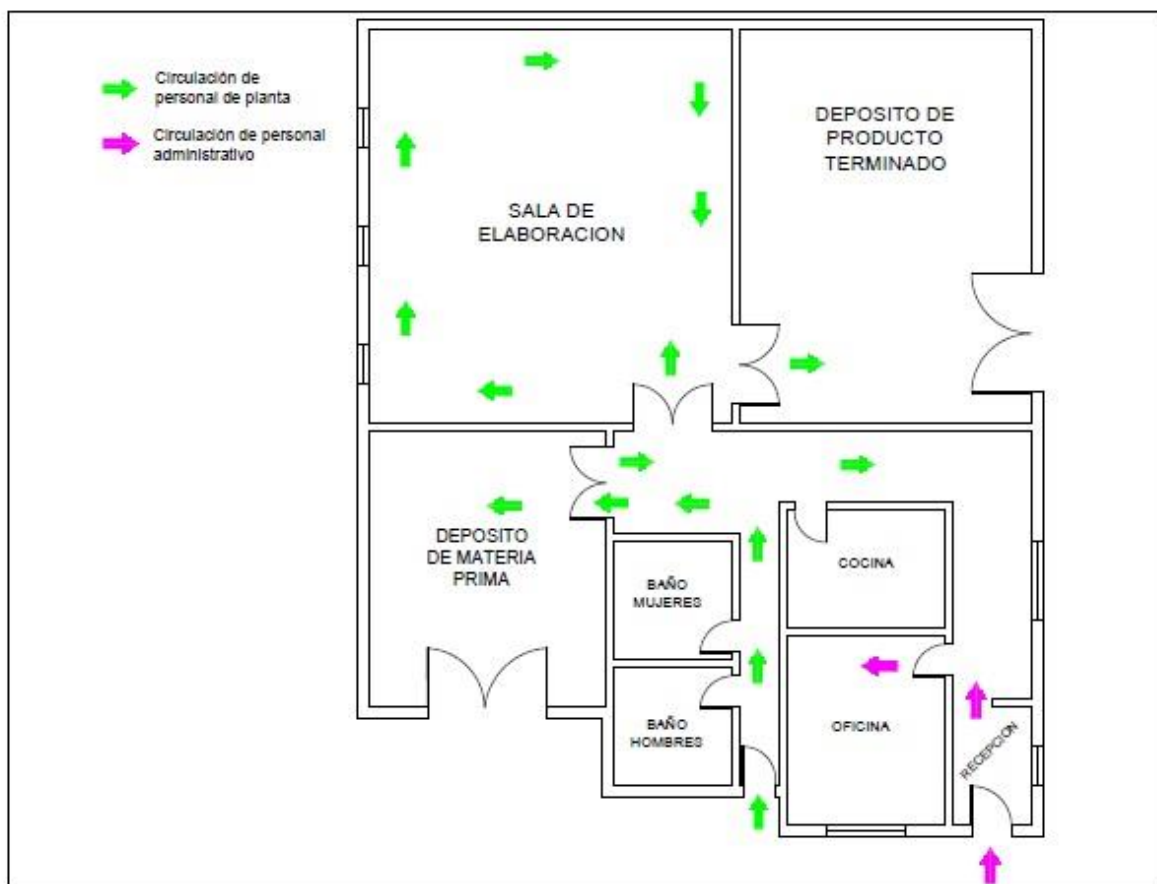 Circulación de
personal de planta
Circulación de personal
administrativo
DEPOSITO DE
PRODUCTO
TERMINADO
SALA DE
ELABORACION
DEPOSITO
DE MATERIA
PRIMA
BAÑO
MUJERES
COCINA
BAÑO
HOMBRES
OFICINA
RECEPCION